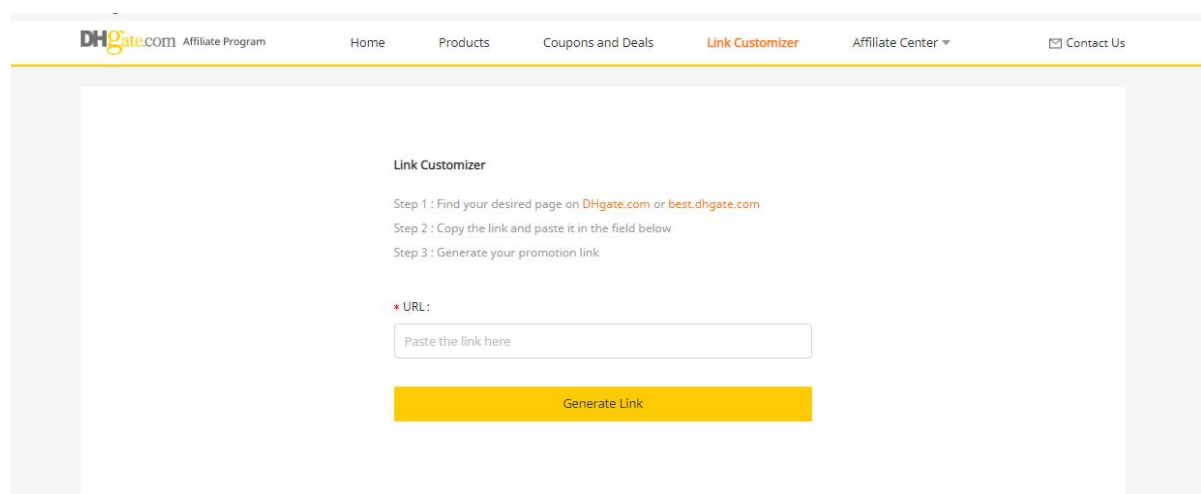 DHgate.com Affiliate Program Home Products Coupons and Deals Link Customizer Affiliate Center Contact Us
Link Customizer
Step 1 : Find your desired page on DHgate.com or best.dhgate.com
Step 2 : Copy the link and paste it in the field below
Step 3 : Generate your promotion link
* URL :
Paste the link here
Generate Link